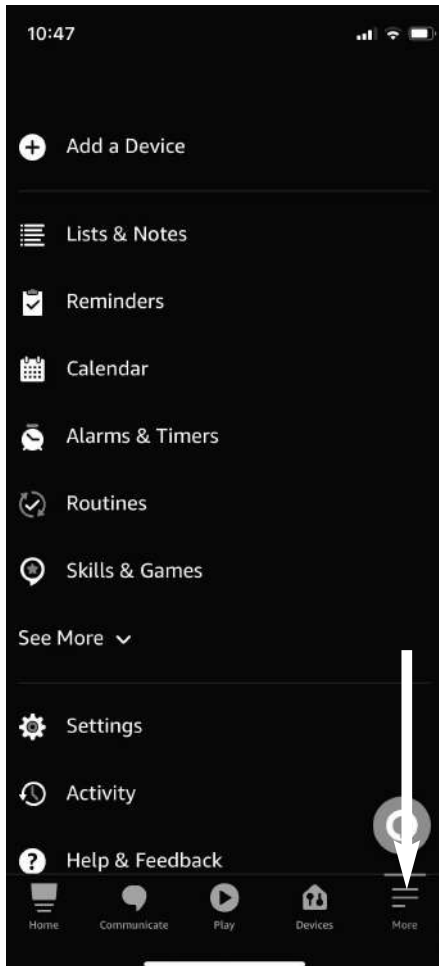 10:47
Add a Device
Lists & Notes
Reminders
Calendar
Alarms & Timers
Routines
Skills & Games
See More
Settings
Activity
Help & Feedback
Home Communicate Play Devices More